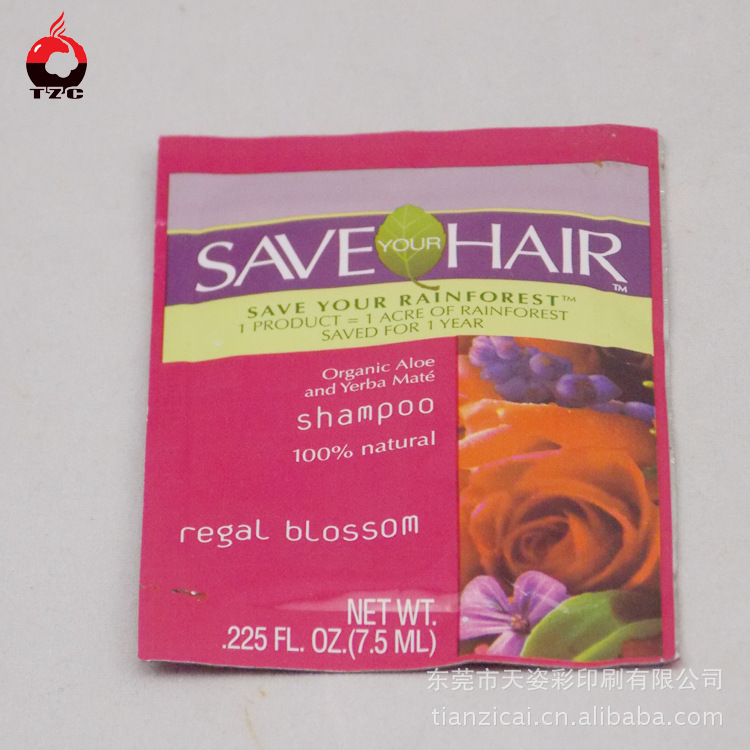 TZC
SAVE YOUR HAIR™
SAVE YOUR RAINFOREST™
1 PRODUCT = 1 ACRE OF RAINFOREST
SAVED FOR 1 YEAR
Organic Aloe
and Yerba Maté
shampoo
100% natural
regal blossom
NET WT.
.225 FL. OZ.(7.5 ML)
东莞市天姿彩印刷有限公司
tianzicai.cn.alibaba.com